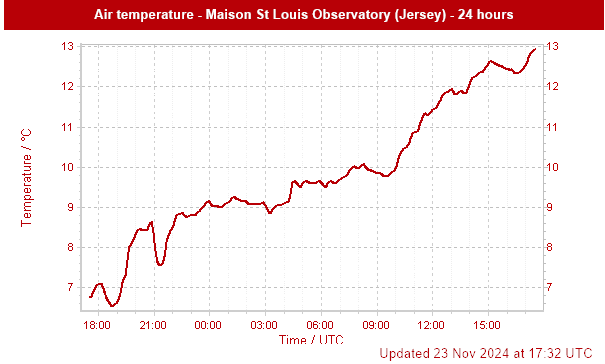 Air temperature - Maison St Louis Observatory (Jersey) - 24 hours
13 13
12 12
11 11
10 10
9 9
8 8
7 7
Temperature / °C
18:00 21:00 00:00 03:00 06:00 09:00 12:00 15:00
Time / UTC
Updated 23 Nov 2024 at 17:32 UTC